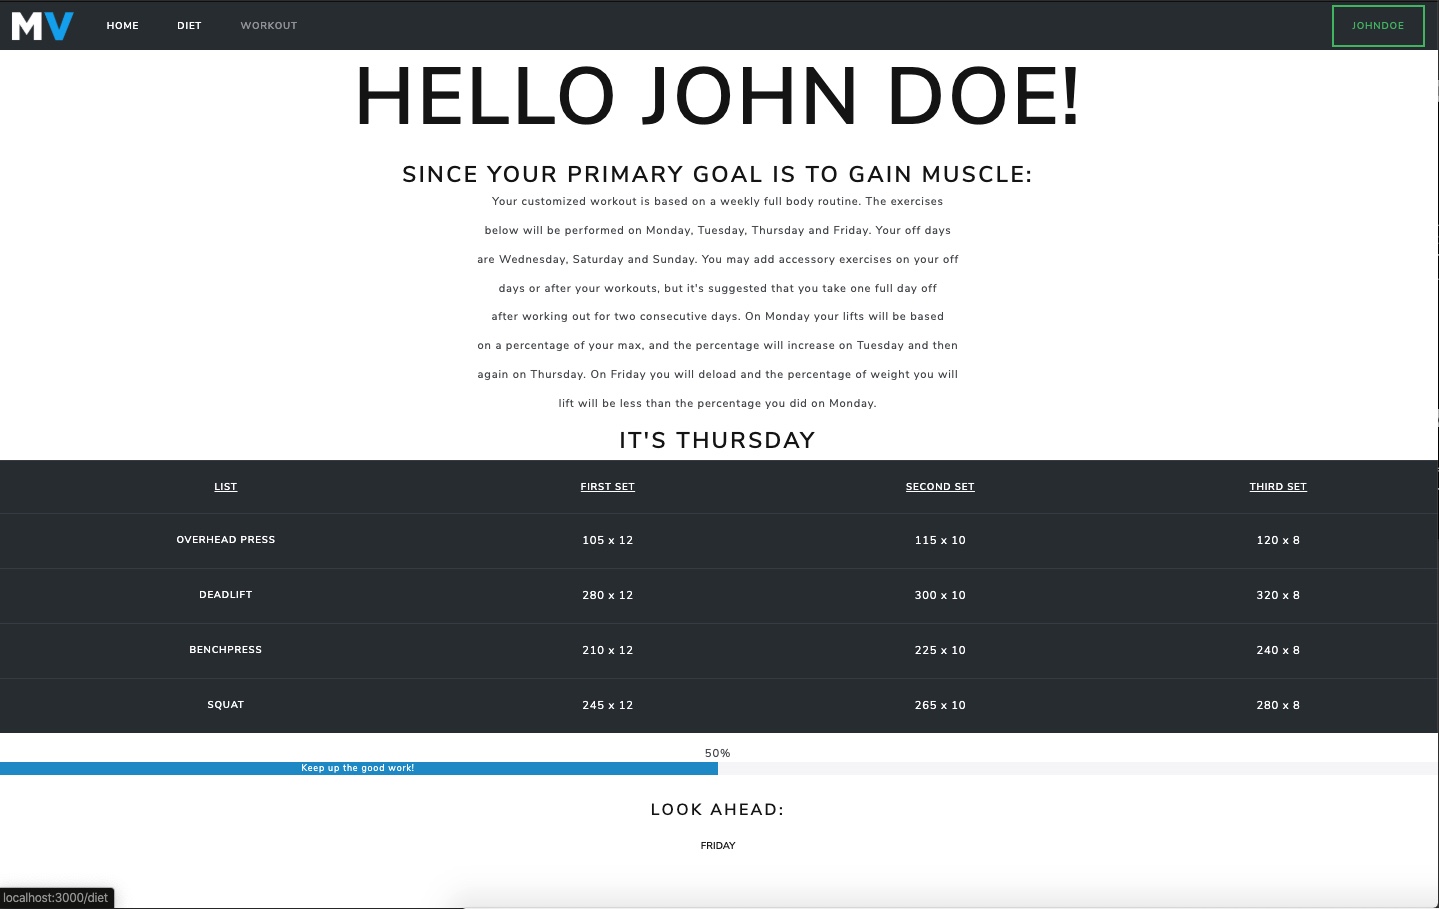 MV HOME DIET WORKOUT JOHNDOE
HELLO JOHN DOE!
SINCE YOUR PRIMARY GOAL IS TO GAIN MUSCLE:
Your customized workout is based on a weekly full body routine. The exercises
below will be performed on Monday, Tuesday, Thursday and Friday. Your off days
are Wednesday, Saturday and Sunday. You may add accessory exercises on your off
days or after your workouts, but it's suggested that you take one full day off
after working out for two consecutive days. On Monday your lifts will be based
on a percentage of your max, and the percentage will increase on Tuesday and then
again on Thursday. On Friday you will deload and the percentage of weight you will
lift will be less than the percentage you did on Monday.
IT'S THURSDAY
LIST FIRST SET SECOND SET THIRD SET
OVERHEAD PRESS 105 x 12 115 x 10 120 x 8
DEADLIFT 280 x 12 300 x 10 320 x 8
BENCHPRESS 210 x 12 225 x 10 240 x 8
SQUAT 245 x 12 265 x 10 280 x 8
50%
Keep up the good work!
LOOK AHEAD:
FRIDAY
localhost:3000/diet